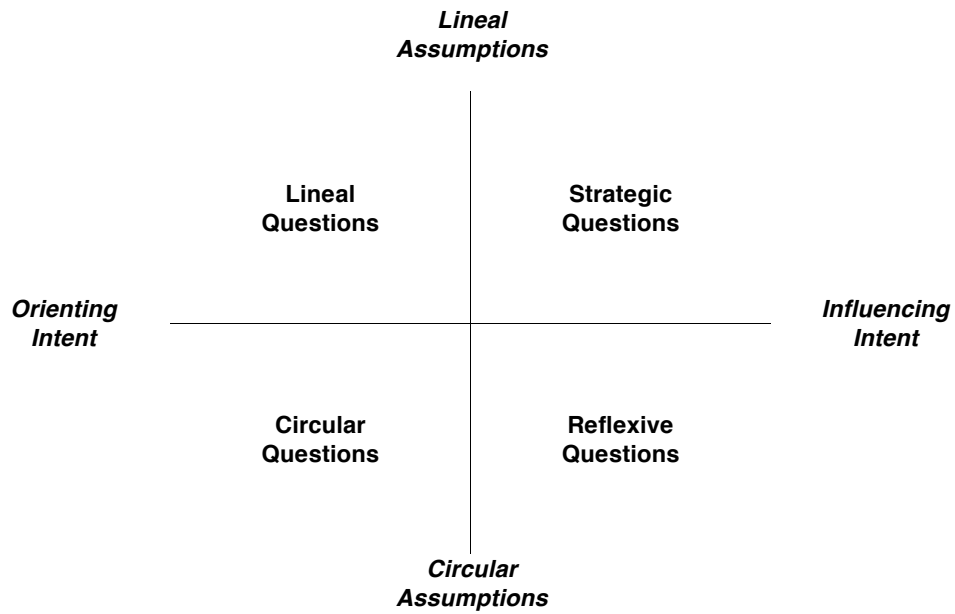 Lineal
Assumptions
Lineal
Questions
Strategic
Questions
Orienting
Intent
Influencing
Intent
Circular
Questions
Reflexive
Questions
Circular
Assumptions